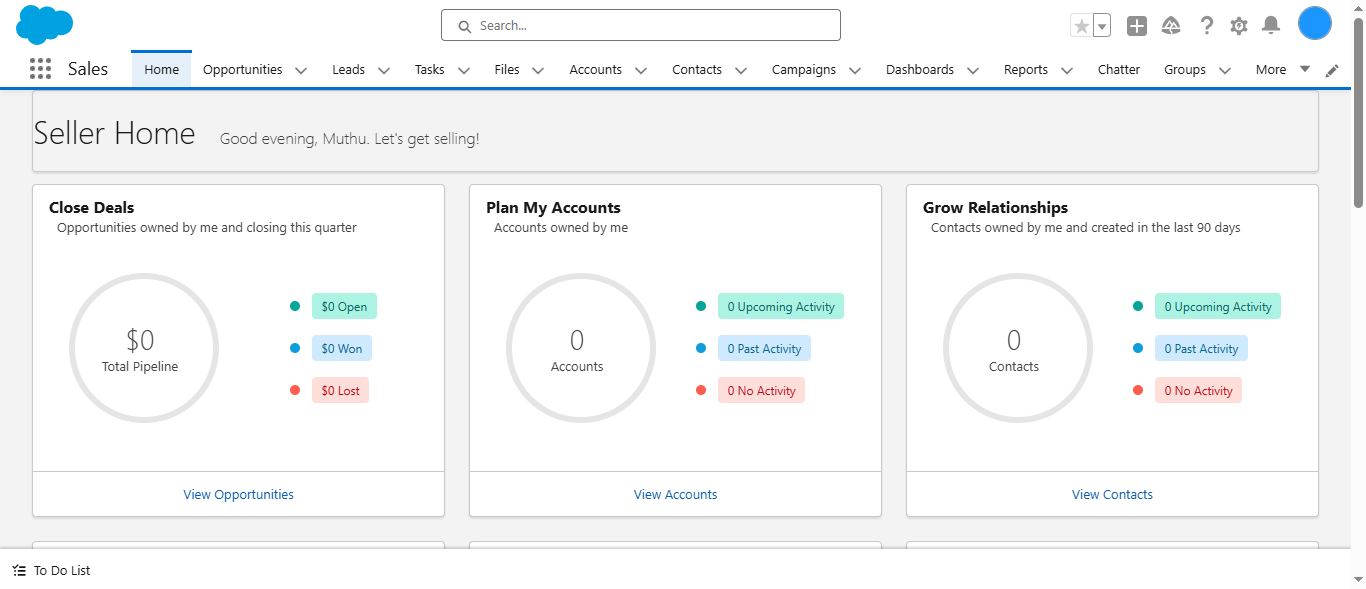 Search...
Sales
Home Opportunities Leads Tasks Files Accounts Contacts Campaigns Dashboards Reports Chatter Groups More
Seller Home Good evening, Muthu. Let's get selling!
Close Deals
Opportunities owned by me and closing this quarter
$0
Total Pipeline
$0 Open
$0 Won
$0 Lost
View Opportunities
Plan My Accounts
Accounts owned by me
0
Accounts
0 Upcoming Activity
0 Past Activity
0 No Activity
View Accounts
Grow Relationships
Contacts owned by me and created in the last 90 days
0
Contacts
0 Upcoming Activity
0 Past Activity
0 No Activity
View Contacts
To Do List